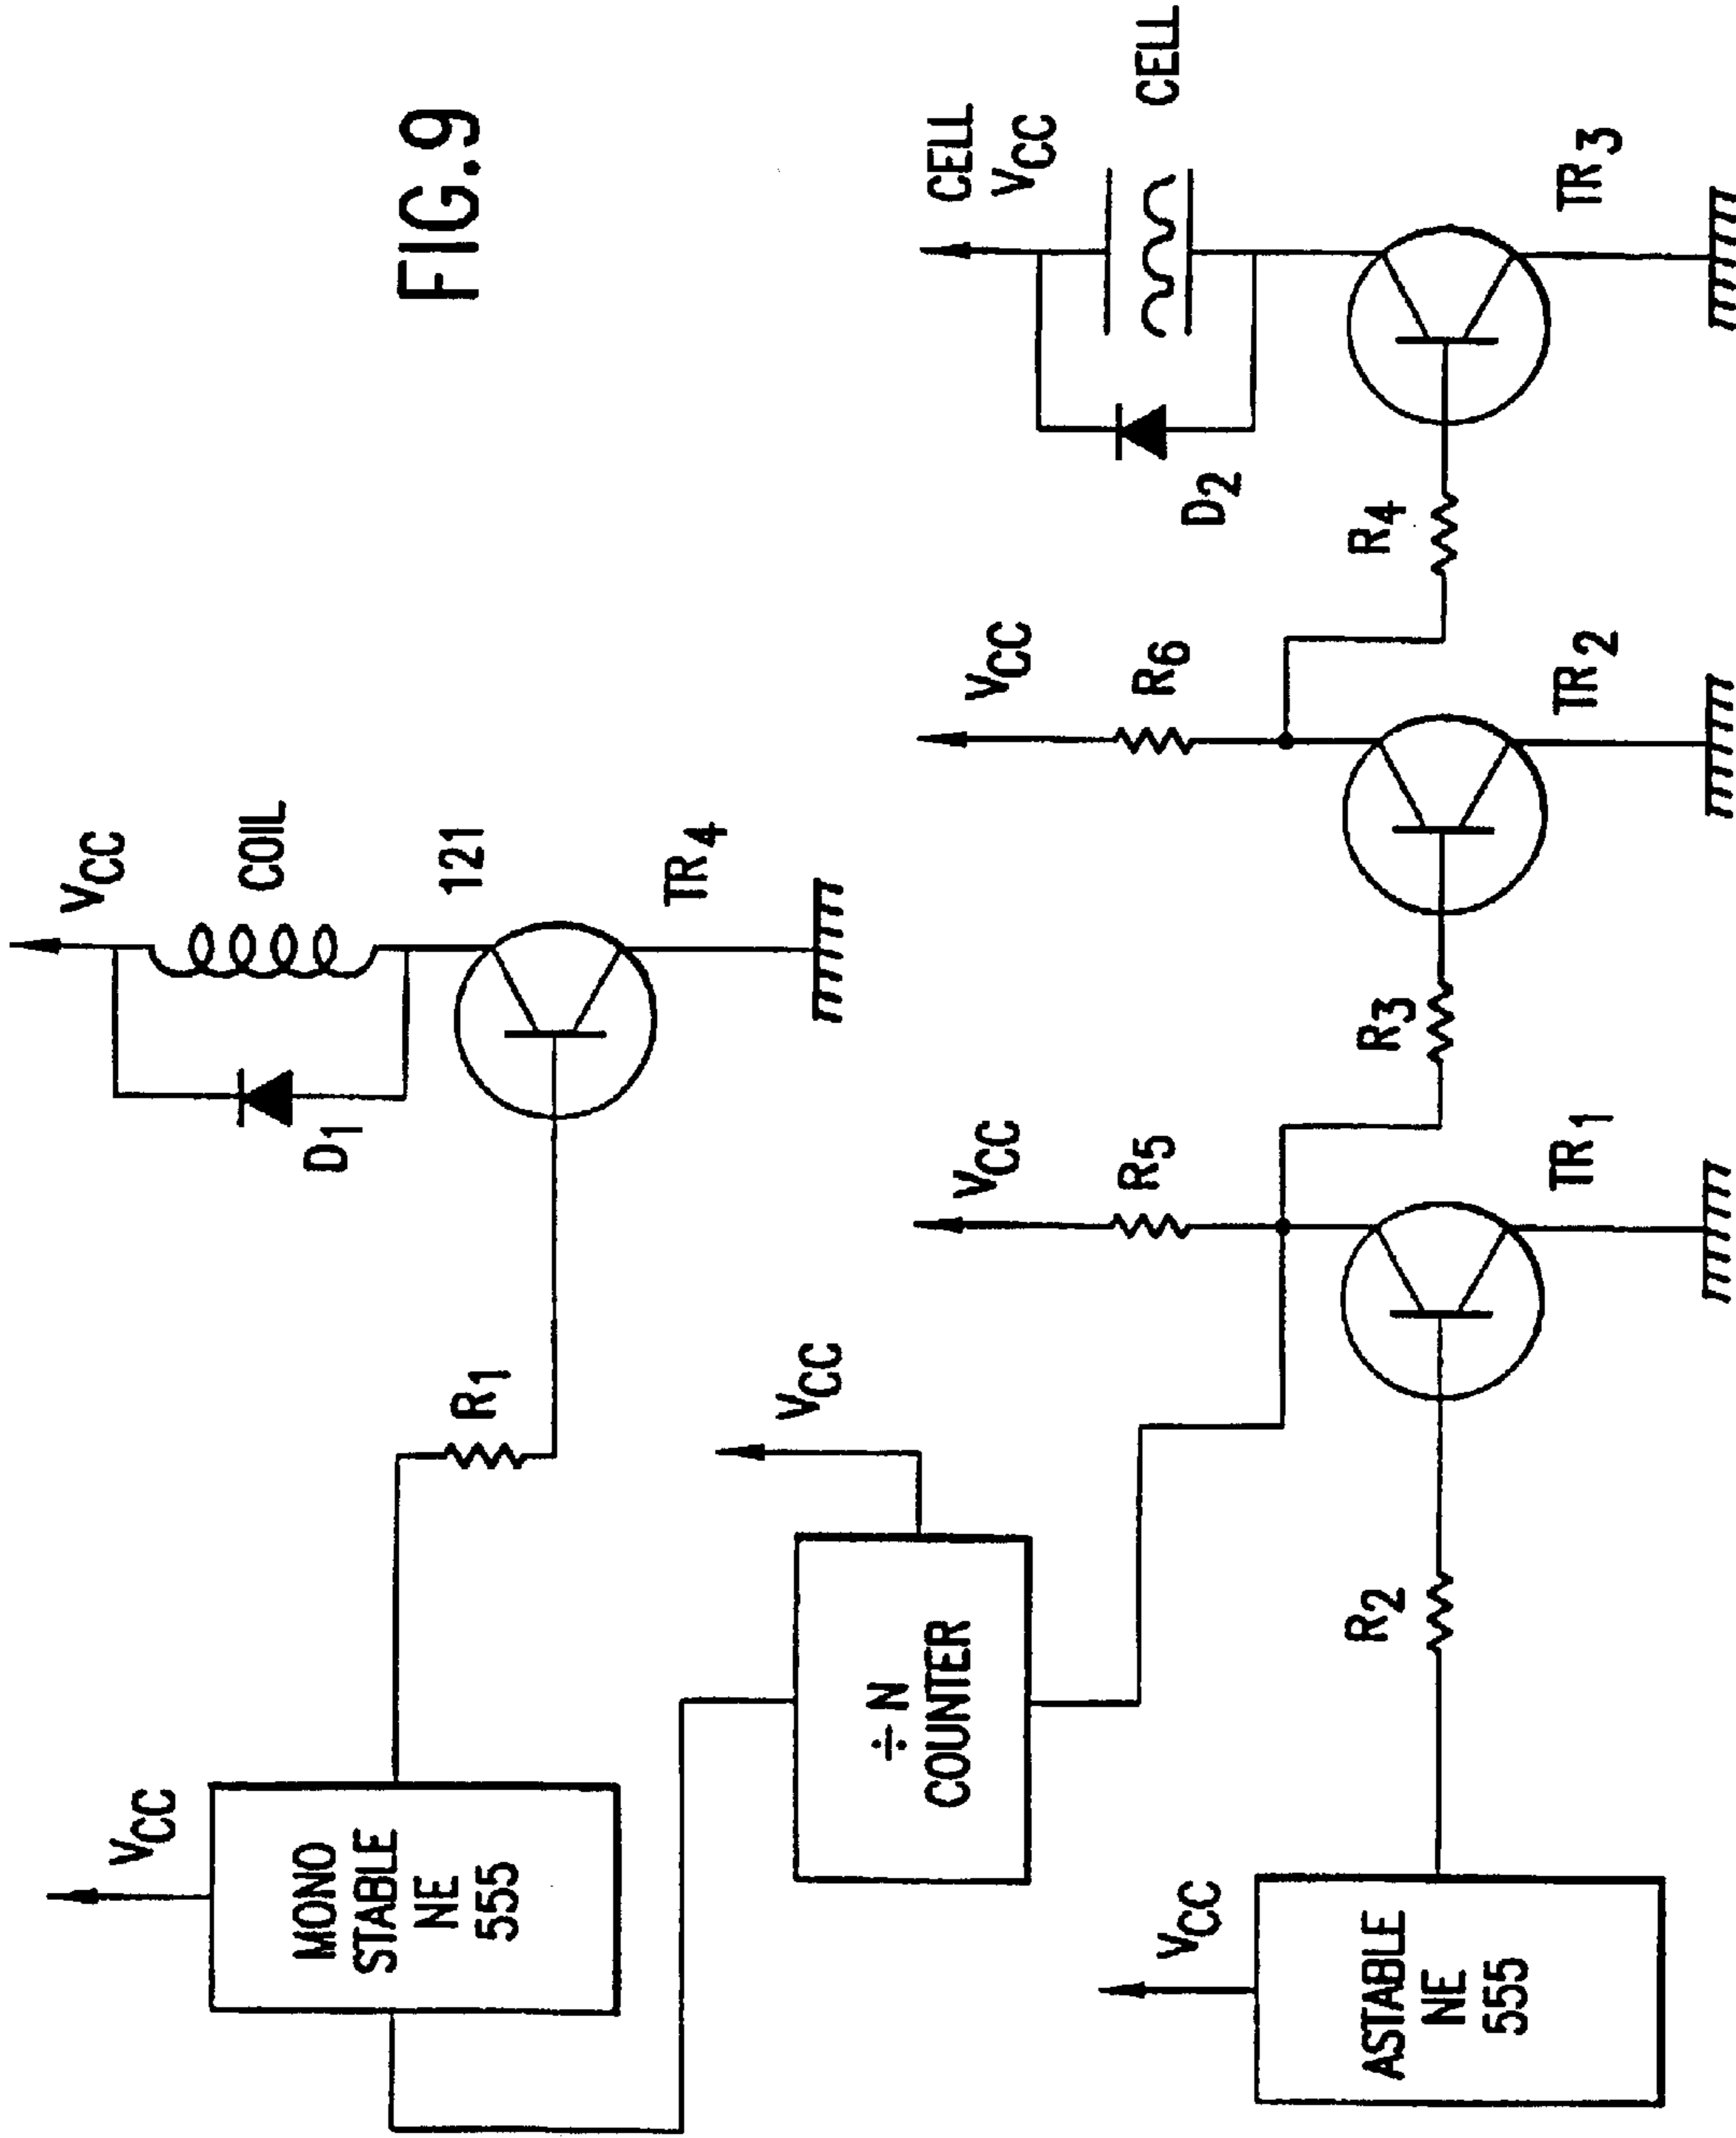 FIG.9
VCC
MONO
STABLE
NE
555
R1
D1
VCC
COIL
121
TR4
÷ N
COUNTER
VCC
VCC
ASTABLE
NE
555
R2
VCC
R5
TR1
R3
VCC
R6
TR2
R4
D2
CELL
VCC
CELL
TR3